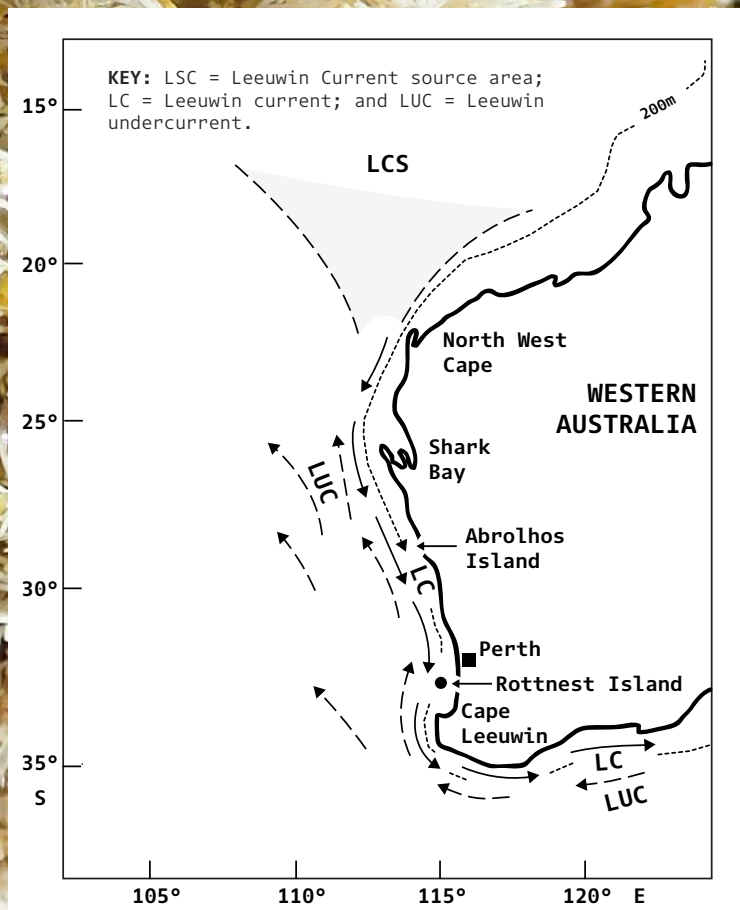 KEY: LSC = Leeuwin Current source area;
LC = Leeuwin current; and LUC = Leeuwin
undercurrent.
15°
200m
LCS
20°
North West
Cape
WESTERN
AUSTRALIA
25°
Shark
Bay
LUC
Abrolhos
Island
LC
30°
Perth
Rottnest Island
Cape
Leeuwin
35°
S
LC
LUC
105°
110°
115°
120° E